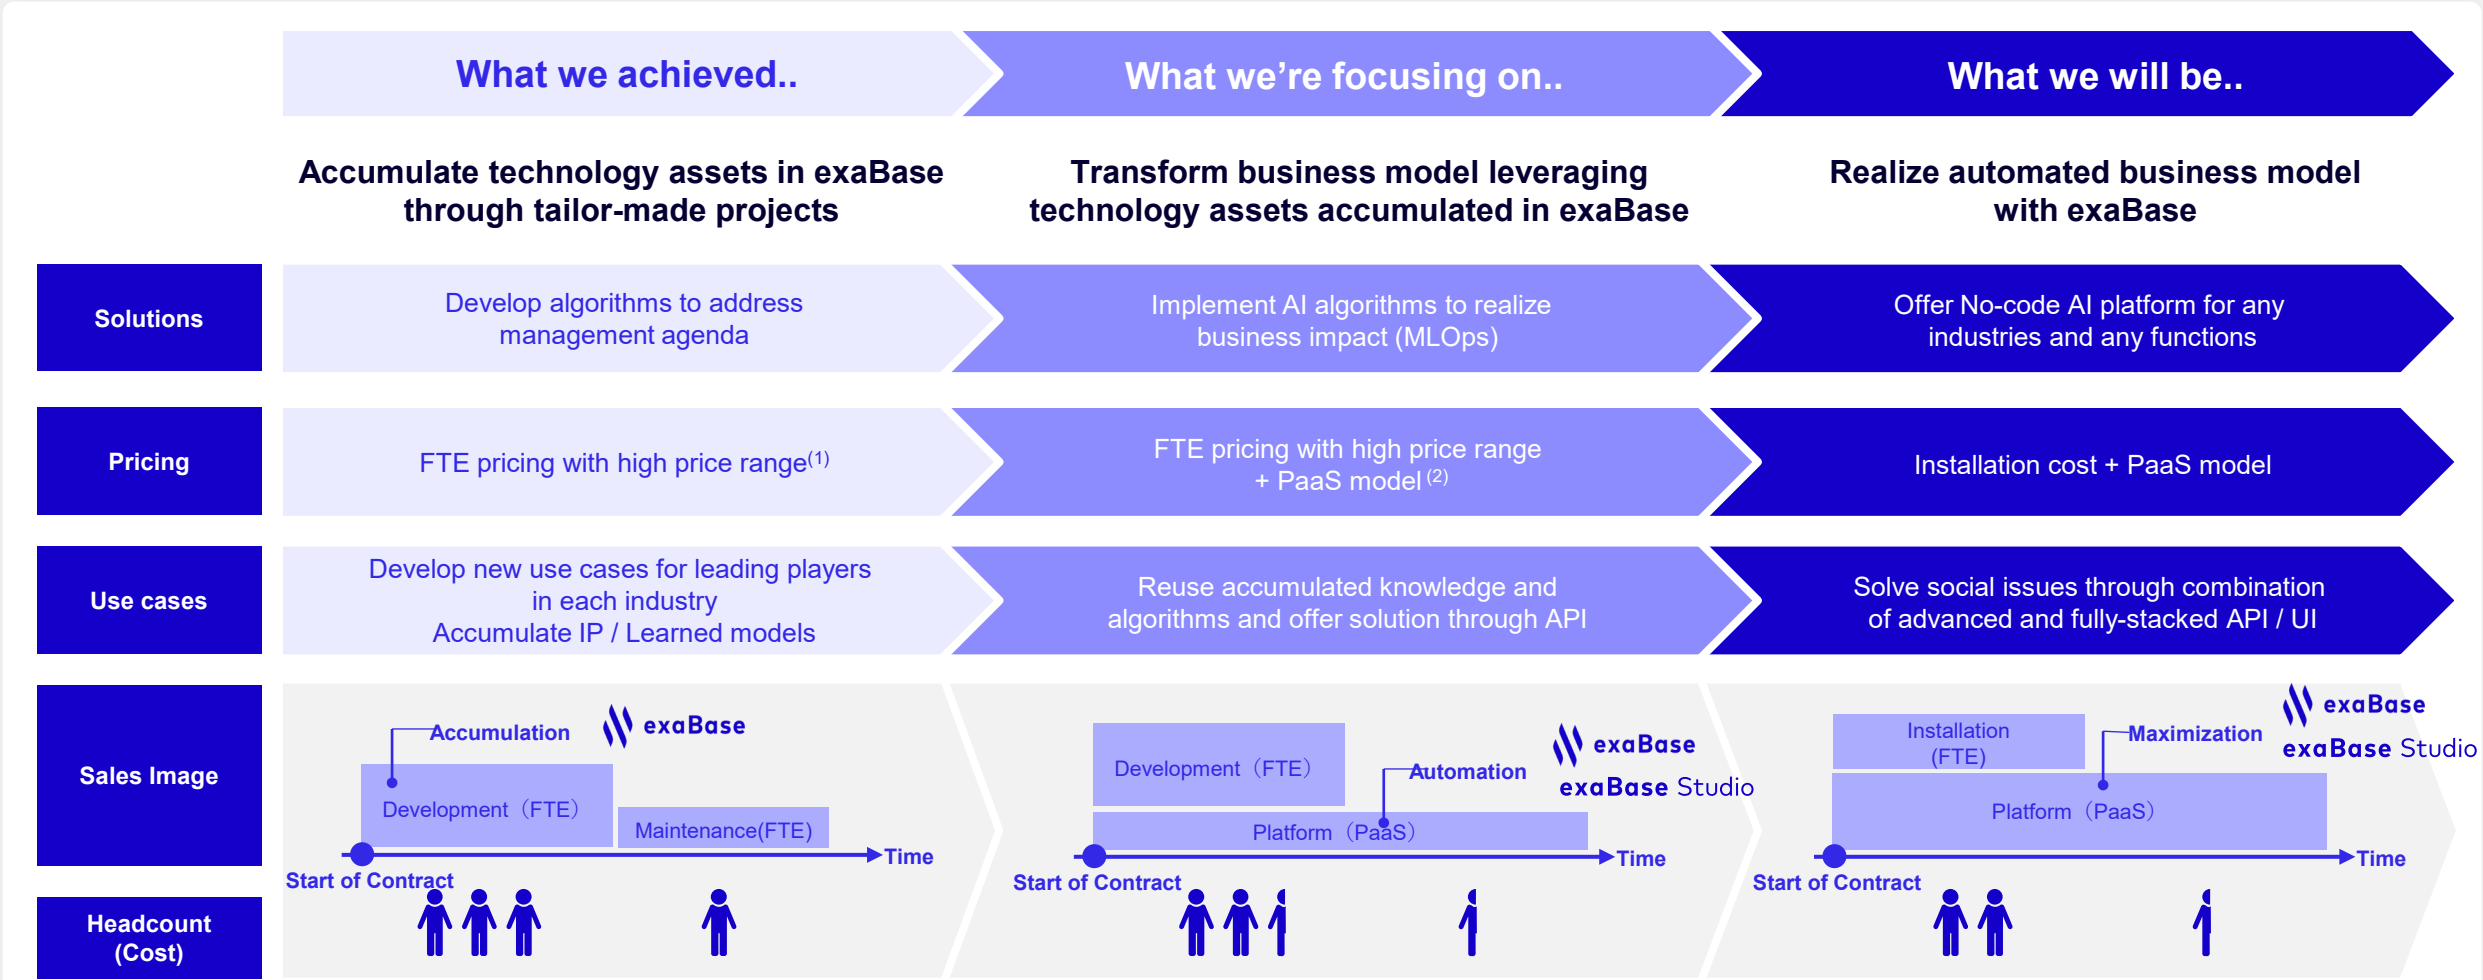 What we achieved..
What we're focusing on..
What we will be..
Accumulate technology assets in exaBase
through tailor-made projects
Transform business model leveraging
technology assets accumulated in exaBase
Realize automated business model
with exaBase
Solutions
Develop algorithms to address
management agenda
Implement AI algorithms to realize
business impact (MLOps)
Offer No-code AI platform for any
industries and any functions
Pricing
FTE pricing with high price range(1)
FTE pricing with high price range
+ PaaS model (2)
Installation cost + PaaS model
Use cases
Develop new use cases for leading players
in each industry
Accumulate IP / Learned models
Reuse accumulated knowledge and
algorithms and offer solution through API
Solve social issues through combination
of advanced and fully-stacked API / UI
Sales Image
Accumulation
exaBase
Development（FTE）
Maintenance(FTE)
Time
Start of Contract
Development（FTE）
Automation
exaBase
exaBase Studio
Platform（PaaS）
Time
Start of Contract
Installation
(FTE)
Maximization
exaBase
exaBase Studio
Platform（PaaS）
Time
Start of Contract
Headcount
(Cost)